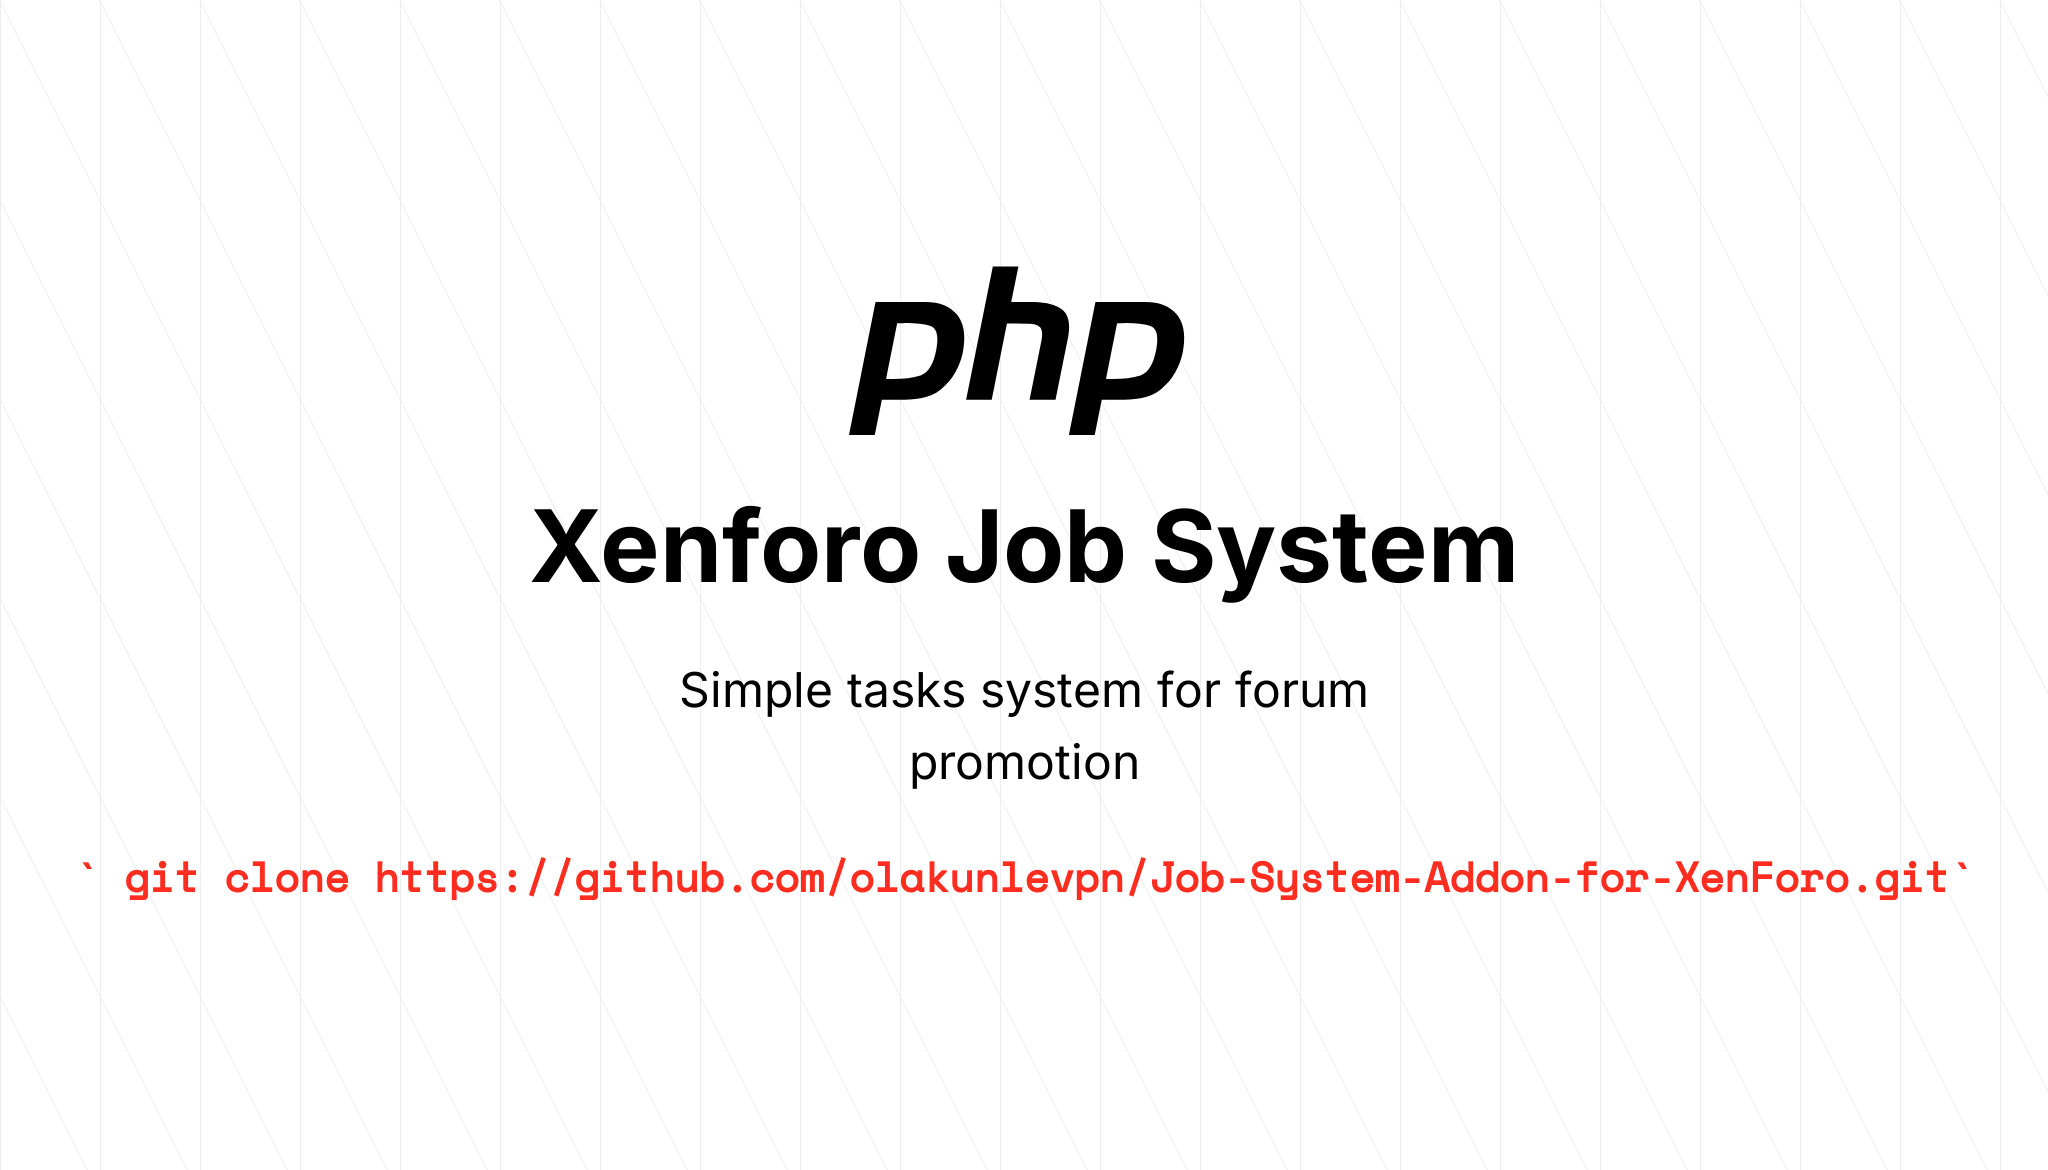 php
Xenforo Job System
Simple tasks system for forum
promotion
` git clone https://github.com/olakunlevpn/Job-System-Addon-for-XenForo.git`